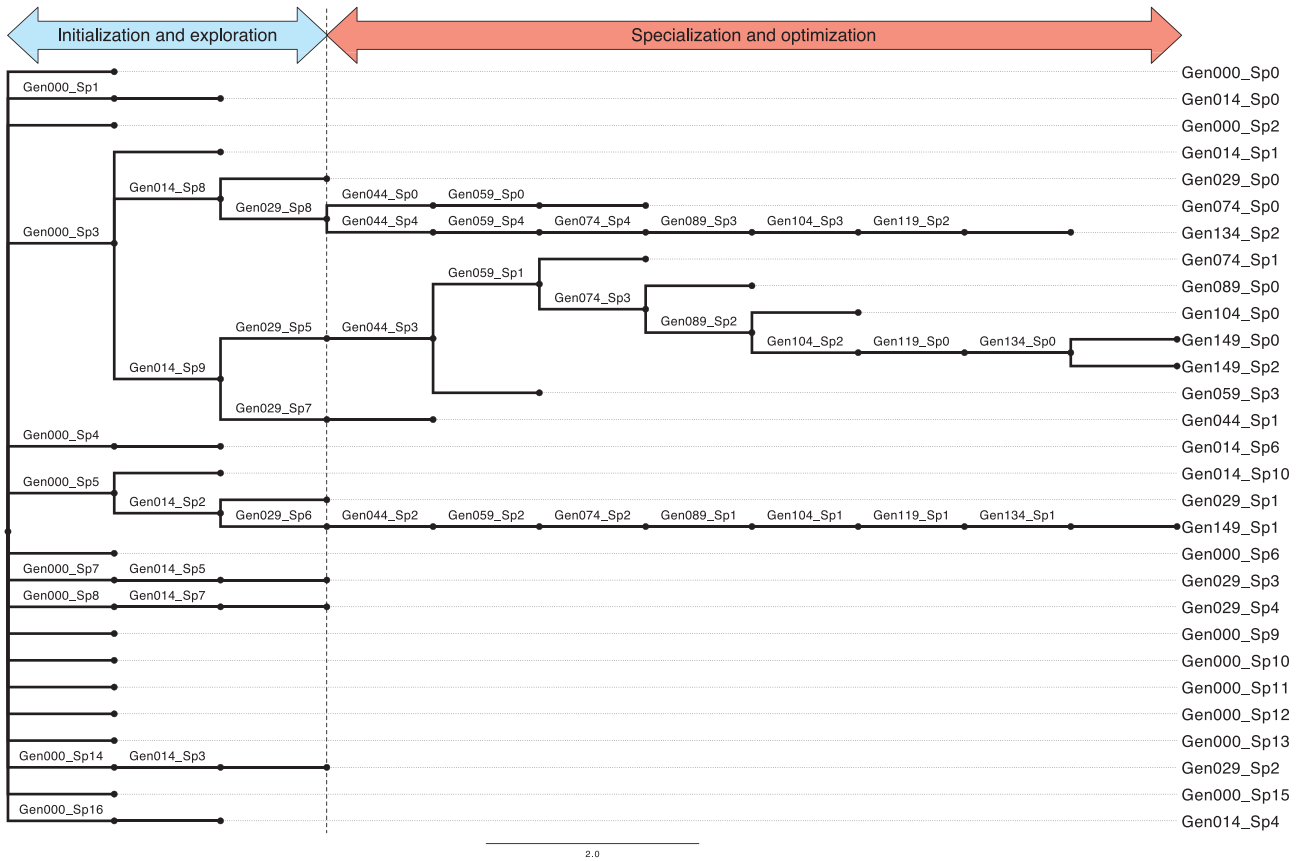 Initialization and exploration
Specialization and optimization
Gen000_Sp0
Gen000_Sp1
Gen014_Sp0
Gen000_Sp2
Gen014_Sp1
Gen014_Sp8
Gen029_Sp0
Gen044_Sp0 Gen059_Sp0
Gen074_Sp0
Gen029_Sp8
Gen044_Sp4 Gen059_Sp4 Gen074_Sp4 Gen089_Sp3 Gen104_Sp3 Gen119_Sp2
Gen134_Sp2
Gen000_Sp3
Gen074_Sp1
Gen059_Sp1
Gen089_Sp0
Gen074_Sp3
Gen104_Sp0
Gen089_Sp2
Gen029_Sp5 Gen044_Sp3
Gen149_Sp0
Gen104_Sp2 Gen119_Sp0 Gen134_Sp0
Gen149_Sp2
Gen014_Sp9
Gen059_Sp3
Gen029_Sp7
Gen044_Sp1
Gen000_Sp4
Gen014_Sp6
Gen014_Sp10
Gen000_Sp5
Gen014_Sp2
Gen029_Sp1
Gen029_Sp6 Gen044_Sp2 Gen059_Sp2 Gen074_Sp2 Gen089_Sp1 Gen104_Sp1 Gen119_Sp1 Gen134_Sp1
Gen149_Sp1
Gen000_Sp6
Gen000_Sp7 Gen014_Sp5
Gen029_Sp3
Gen000_Sp8 Gen014_Sp7
Gen029_Sp4
Gen000_Sp9
Gen000_Sp10
Gen000_Sp11
Gen000_Sp12
Gen000_Sp13
Gen000_Sp14 Gen014_Sp3
Gen029_Sp2
Gen000_Sp15
Gen000_Sp16
Gen014_Sp4
2.0